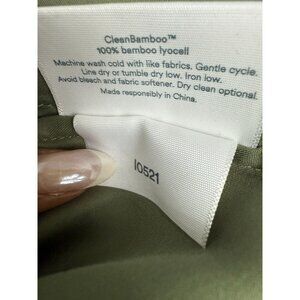 CleanBamboo™
100% bamboo lyocell
Machine wash cold with like fabrics. Gentle cycle.
Line dry or tumble dry low. Iron low.
Avoid bleach and fabric softener. Dry clean optional.
Made responsibly in China.
I0521